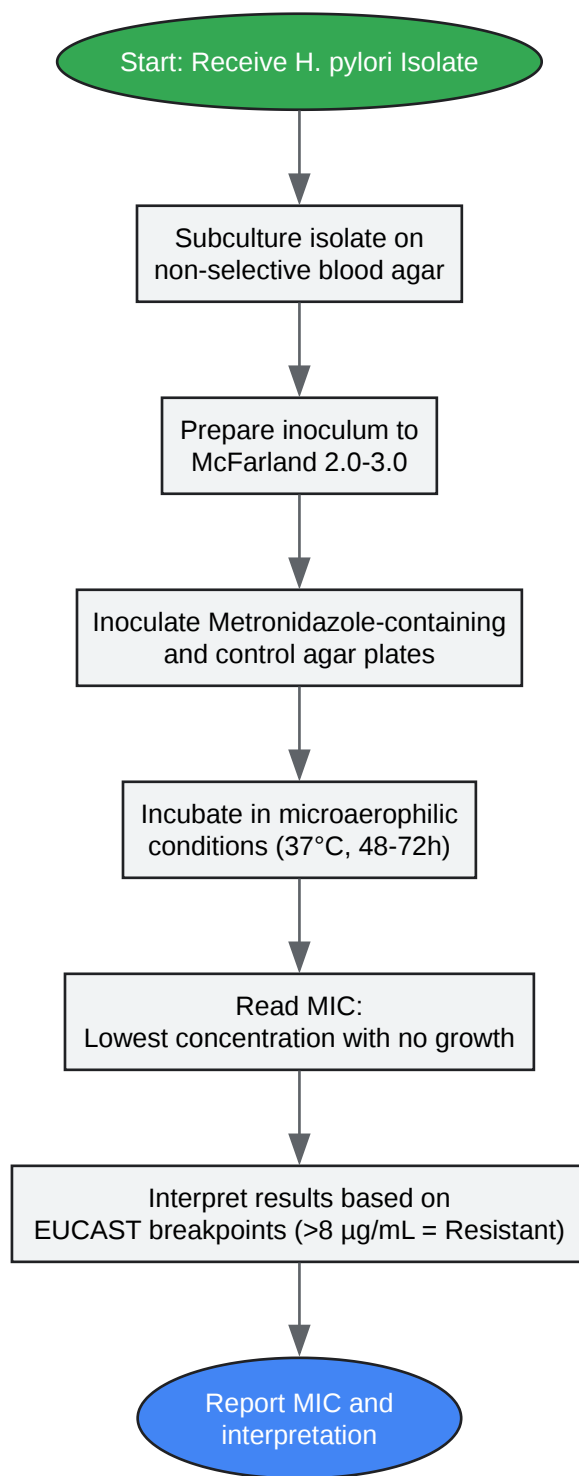 Start: Receive H. pylori Isolate
Subculture isolate on
non-selective blood agar
Prepare inoculum to
McFarland 2.0-3.0
Inoculate Metronidazole-containing
and control agar plates
Incubate in microaerophilic
conditions (37°C, 48-72h)
Read MIC:
Lowest concentration with no growth
Interpret results based on
EUCAST breakpoints (>8 µg/mL = Resistant)
Report MIC and
interpretation